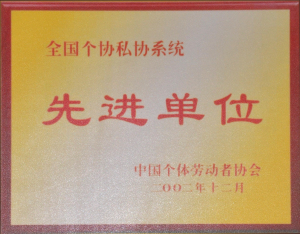 全国个协私协系统
先进单位
中国个体劳动者协会
二〇〇二年十二月